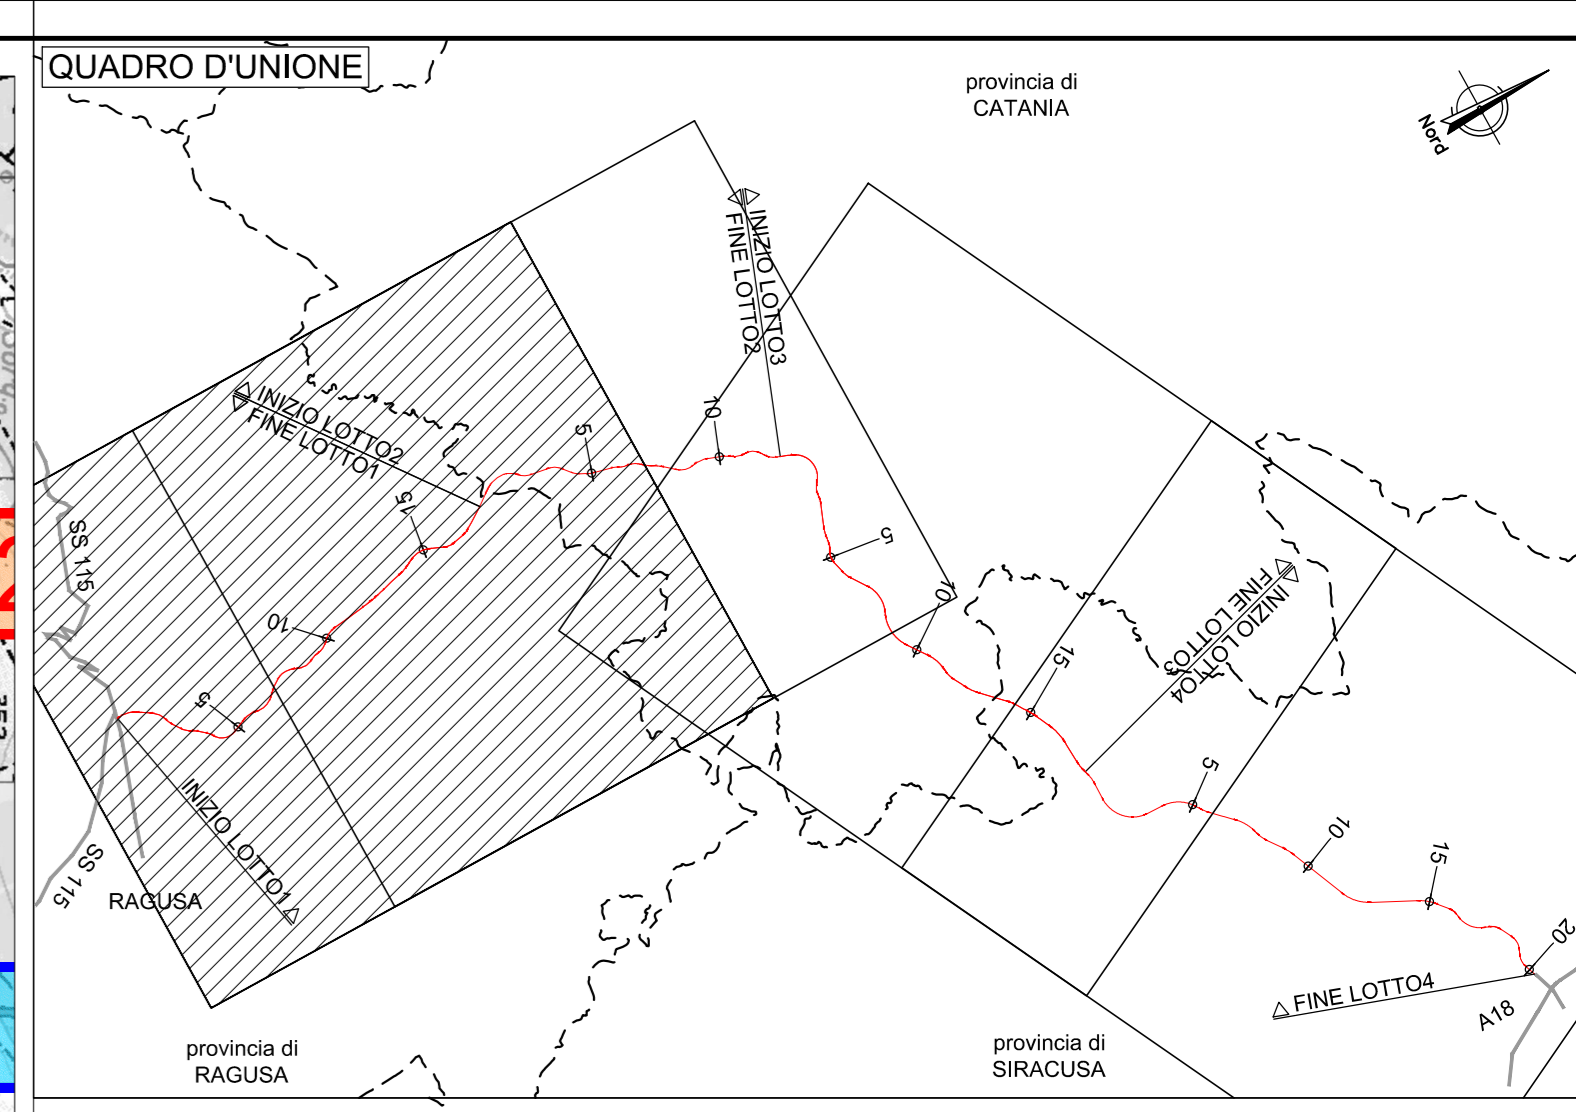 QUADRO D'UNIONE
provincia di
CATANIA
Nord
INIZIO LOTTO3
FINE LOTTO2
INIZIO LOTTO2
FINE LOTTO1
5
10
15
SS 115
5
10
10
5
15
INIZIO LOTTO4
FINE LOTTO3
5
INIZIO LOTTO1
SS 115
RAGUSA
5
10
15
20
FINE LOTTO4
A18
provincia di
RAGUSA
provincia di
SIRACUSA